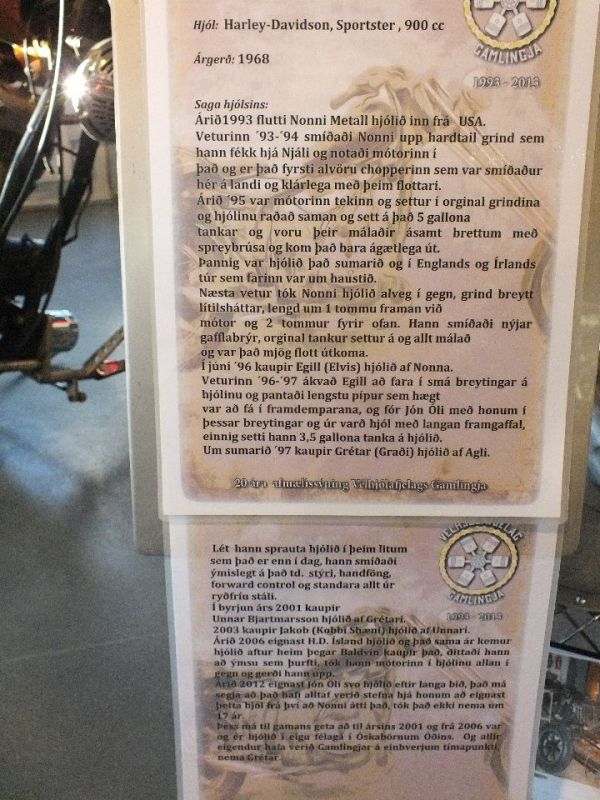 Hjól: Harley-Davidson, Sportster , 900 cc
GAMLINGJA
1993 - 2013
Árgerð: 1968
Saga hjólsins:
Árið1993 flutti Nonni Metall hjólið inn frá USA.
Veturinn ´93-´94 smíðaði Nonni upp hardtail grind sem
hann fékk hjá Njáli og notaði mótorinn í
það og er það fyrsti alvöru chopperinn sem var smíðaður
hér á landi og klárlega með þeim flottari.
Árið ´95 var mótorinn tekinn og settur í orginal grindina
og hjólinu raðað saman og sett á það 5 gallona
tankar og voru þeir málaðir ásamt brettum með
spreybrúsa og kom það bara ágætlega út.
Þannig var hjólið það sumarið og í Englands og Írlands
túr sem farinn var um haustið.
Næsta vetur tók Nonni hjólið alveg í gegn, grind breytt
lítilsháttar, lengd um 1 tommu framan við
mótor og 2 tommur fyrir ofan. Hann smíðaði nýjar
gafflabrýr, orginal tankur settur á og allt málað
og var það mjög flott útkoma.
Í júní ´96 kaupir Egill (Elvis) hjólið af Nonna.
Veturinn ´96-´97 ákvað Egill að fara í smá breytingar á
hjólinu og pantaði lengstu pípur sem hægt
var að fá í framdemparana, og fór Jón Óli með honum í
þessar breytingar og úr varð hjól með langan framgaffal,
einnig setti hann 3,5 gallona tanka á hjólið.
Um sumarið ´97 kaupir Grétar (Graði) hjólið af Agli.
20 ára afmælissýning Vélhjólafjelags Gamlingja
VÉLHJÓLAFJELAG
GAMLINGJA
1993 - 2013
Lét hann sprauta hjólið í þeim litum
sem það er enn í dag, hann smíðaði
ýmislegt á það td. stýri, handföng,
forward control og standara allt úr
ryðfríu stáli.
Í byrjun árs 2001 kaupir
Unnar Bjartmarsson hjólið af Grétari.
2003 kaupir Jakob (Kobbi Shæni) hjólið af Unnari.
Árið 2006 eignast H.D. Ísland hjólið og það sama ár kemur
hjólið aftur heim þegar Baldvin kaupir það, dittaði hann
að ýmsu sem þurfti, tók hann mótorinn í hjólinu allan í
gegn og gerði hann upp.
Árið 2012 eignast Jón Óli svo hjólið eftir langa bið, það má
segja að það hafi alltaf verið stefna hjá honum að eignast
þetta hjól frá því að Nonni átti það, tók það ekki nema um
17 ár.
Þess má til gamans geta að til ársins 2001 og frá 2006 var
og er hjólið í eigu félaga í Óskabörnum Óðins. Og allir
eigendur hafa verið Gamlingjar á einhverjum tímapunkti,
nema Grétar.